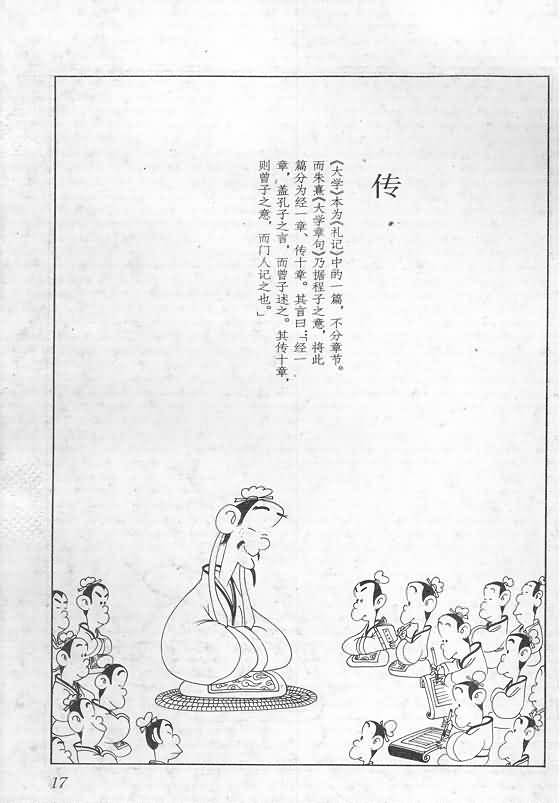 传
《大学》本为《礼记》中的一篇，不分章节。
而朱熹《大学章句》乃据程子之意，将此
篇分为经一章、传十章。其言曰：“经一
章，盖孔子之言，而曾子述之。其传十章，
则曾子之意，而门人记之也。”
17